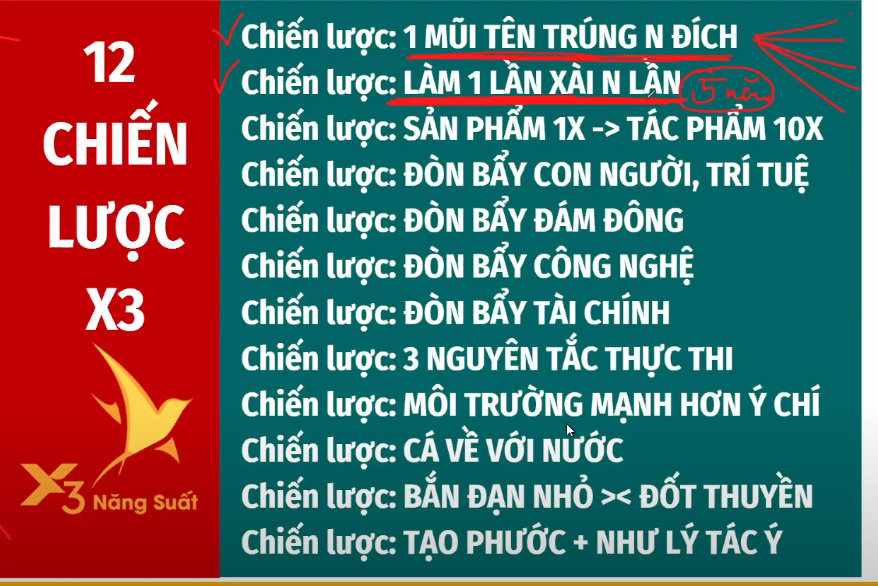 12
CHIẾN
LƯỢC
X3
X3 Năng Suất
Chiến lược: 1 MŨI TÊN TRÚNG N ĐÍCH
Chiến lược: LÀM 1 LẦN XÀI N LẦN 5 năm
Chiến lược: SẢN PHẨM 1X -> TÁC PHẨM 10X
Chiến lược: ĐÒN BẨY CON NGƯỜI, TRÍ TUỆ
Chiến lược: ĐÒN BẨY ĐÁM ĐÔNG
Chiến lược: ĐÒN BẨY CÔNG NGHỆ
Chiến lược: ĐÒN BẨY TÀI CHÍNH
Chiến lược: 3 NGUYÊN TẮC THỰC THI
Chiến lược: MÔI TRƯỜNG MẠNH HƠN Ý CHÍ
Chiến lược: CÁ VỀ VỚI NƯỚC
Chiến lược: BẮN ĐẠN NHỎ >< ĐỐT THUYỀN
Chiến lược: TẠO PHƯỚC + NHƯ LÝ TÁC Ý